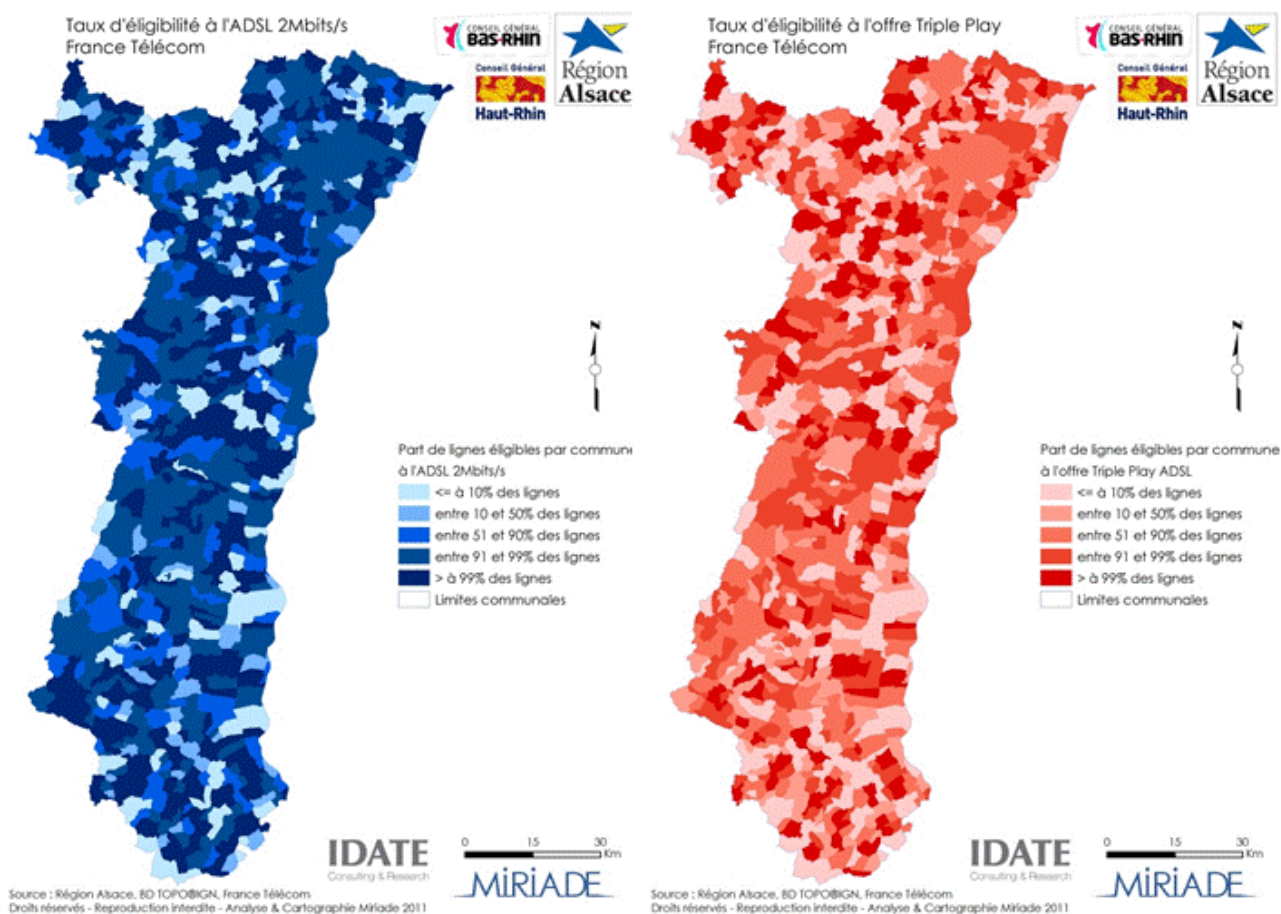 Taux d'éligibilité à l'ADSL 2Mbits/s
France Télécom
CONSEIL GÉNÉRAL
BAS-RHIN
Conseil Général
Haut-Rhin
Région
Alsace
N
Part de lignes éligibles par commune
à l'ADSL 2Mbits/s
<= à 10% des lignes
entre 10 et 50% des lignes
entre 51 et 90% des lignes
entre 91 et 99% des lignes
> à 99% des lignes
Limites communales
IDATE
Consulting & Research
0 15 30
Km
MiRiADE
Source : Région Alsace, BD TOPO®IGN, France Télécom
Droits réservés - Reproduction interdite - Analyse & Cartographie Miriade 2011
Taux d'éligibilité à l'offre Triple Play
France Télécom
CONSEIL GÉNÉRAL
BAS-RHIN
Conseil Général
Haut-Rhin
Région
Alsace
N
Part de lignes éligibles par commune
à l'offre Triple Play ADSL
<= à 10% des lignes
entre 10 et 50% des lignes
entre 51 et 90% des lignes
entre 91 et 99% des lignes
> à 99% des lignes
Limites communales
IDATE
Consulting & Research
0 15 30
Km
MiRiADE
Source : Région Alsace, BD TOPO®IGN, France Télécom
Droits réservés - Reproduction interdite - Analyse & Cartographie Miriade 2011